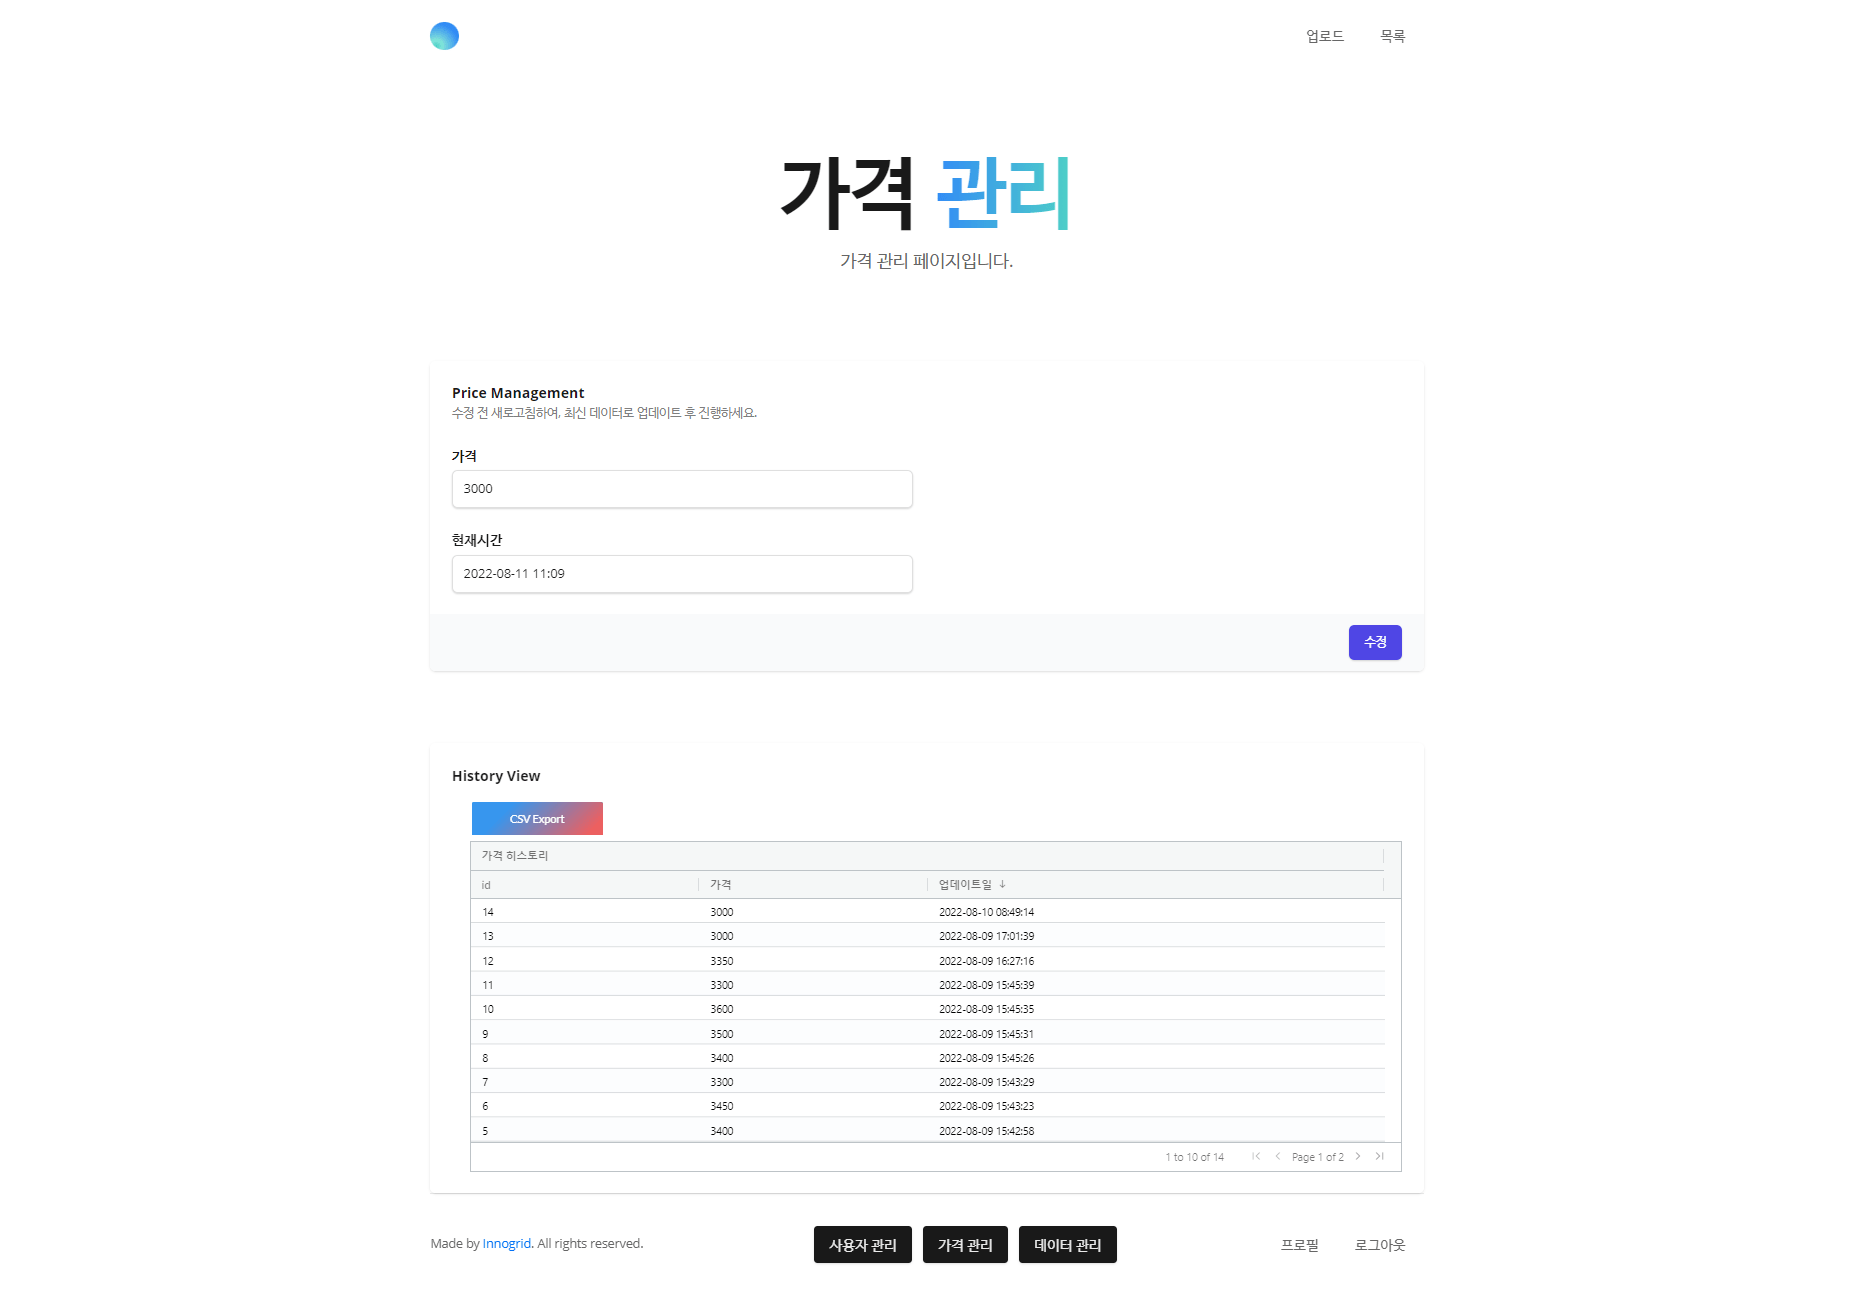 업로드 목록
가격 관리
가격 관리 페이지입니다.
Price Management
수정 전 새로고침하여, 최신 데이터로 업데이트 후 진행하세요.
가격
3000
현재시간
2022-08-11 11:09
수정
History View
CSV Export
가격 히스토리
id 가격 업데이트일 ↓
14 3000 2022-08-10 08:49:14
13 3000 2022-08-09 17:01:39
12 3350 2022-08-09 16:27:16
11 3300 2022-08-09 15:45:39
10 3600 2022-08-09 15:45:35
9 3500 2022-08-09 15:45:31
8 3400 2022-08-09 15:45:26
7 3300 2022-08-09 15:43:29
6 3450 2022-08-09 15:43:23
5 3400 2022-08-09 15:42:58
1 to 10 of 14 Page 1 of 2
Made by Innogrid. All rights reserved. 사용자 관리 가격 관리 데이터 관리 프로필 로그아웃